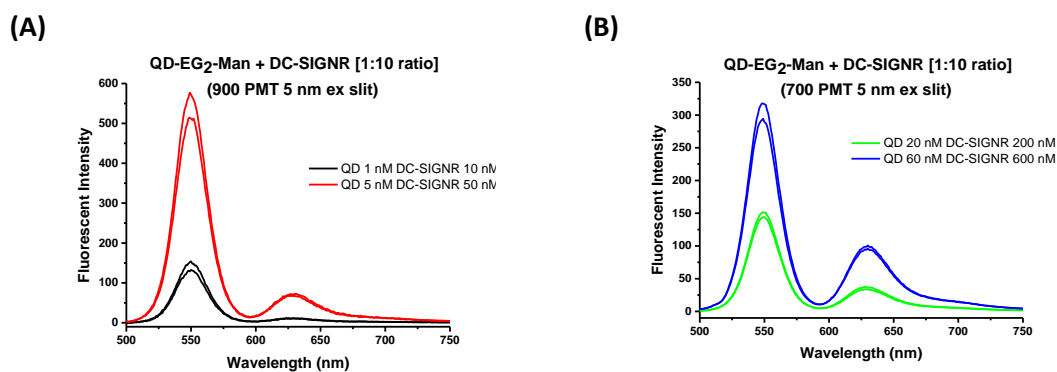 (A)
QD-EG2-Man + DC-SIGNR [1:10 ratio]
(900 PMT 5 nm ex slit)
600
500
400
300
200
100
0
Fluorescent Intensity
QD 1 nM DC-SIGNR 10 nM
QD 5 nM DC-SIGNR 50 nM
500 550 600 650 700 750
Wavelength (nm)
(B)
QD-EG2-Man + DC-SIGNR [1:10 ratio]
(700 PMT 5 nm ex slit)
350
300
250
200
150
100
50
0
Fluorescent Intensity
QD 20 nM DC-SIGNR 200 nM
QD 60 nM DC-SIGNR 600 nM
500 550 600 650 700 750
Wavelength (nm)